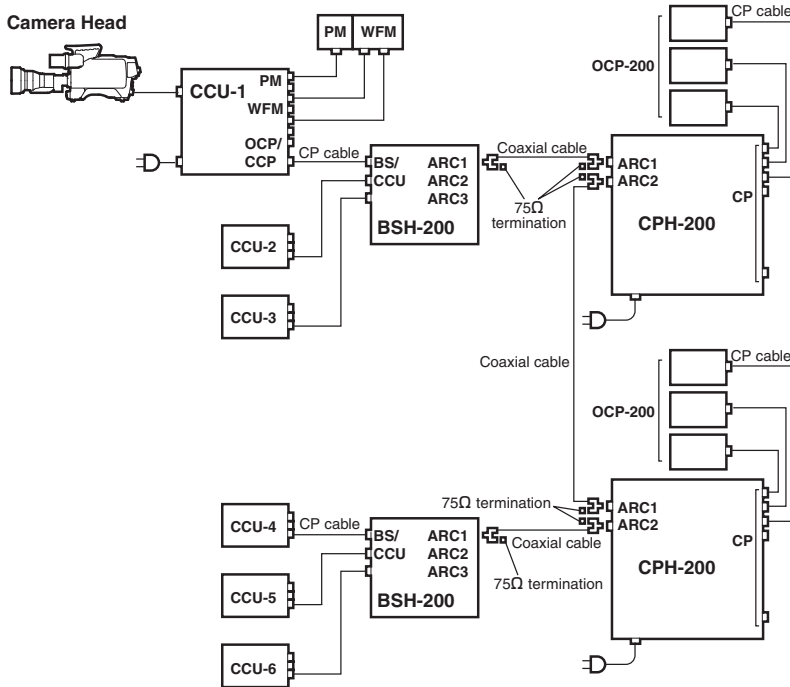 Camera Head
PM WFM
CP cable
OCP-200
CCU-1
PM
WFM
OCP/
CCP
CP cable
BS/
CCU
ARC1
ARC2
ARC3
BSH-200
Coaxial cable
75Ω
termination
ARC1
ARC2
CP
CPH-200
CCU-2
CCU-3
Coaxial cable
CP cable
OCP-200
CCU-4
CP cable
CCU-5
CCU-6
BS/
CCU
ARC1
ARC2
ARC3
BSH-200
75Ω termination
Coaxial cable
75Ω termination
ARC1
ARC2
CP
CPH-200